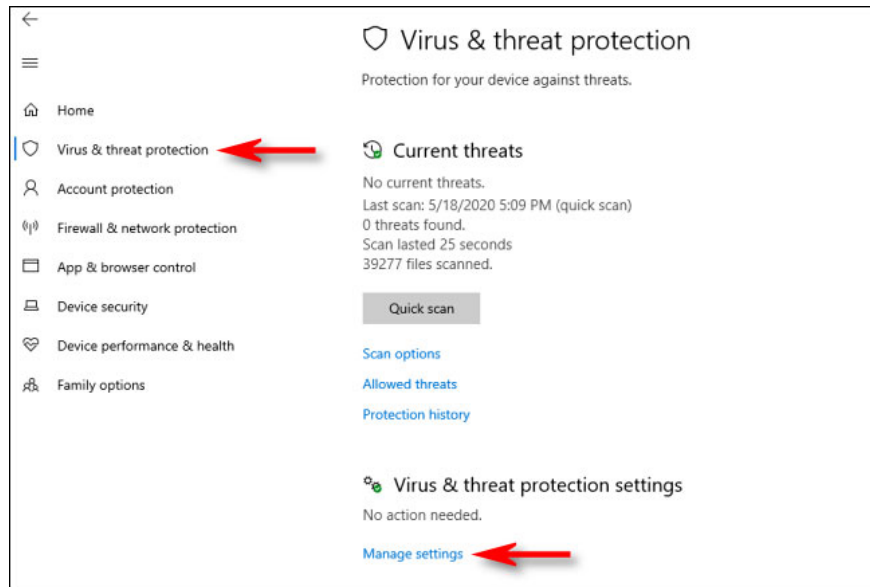 Virus & threat protection
Protection for your device against threats.
Home
Virus & threat protection
Account protection
Firewall & network protection
App & browser control
Device security
Device performance & health
Family options
Current threats
No current threats.
Last scan: 5/18/2020 5:09 PM (quick scan)
0 threats found.
Scan lasted 25 seconds
39277 files scanned.
Quick scan
Scan options
Allowed threats
Protection history
Virus & threat protection settings
No action needed.
Manage settings